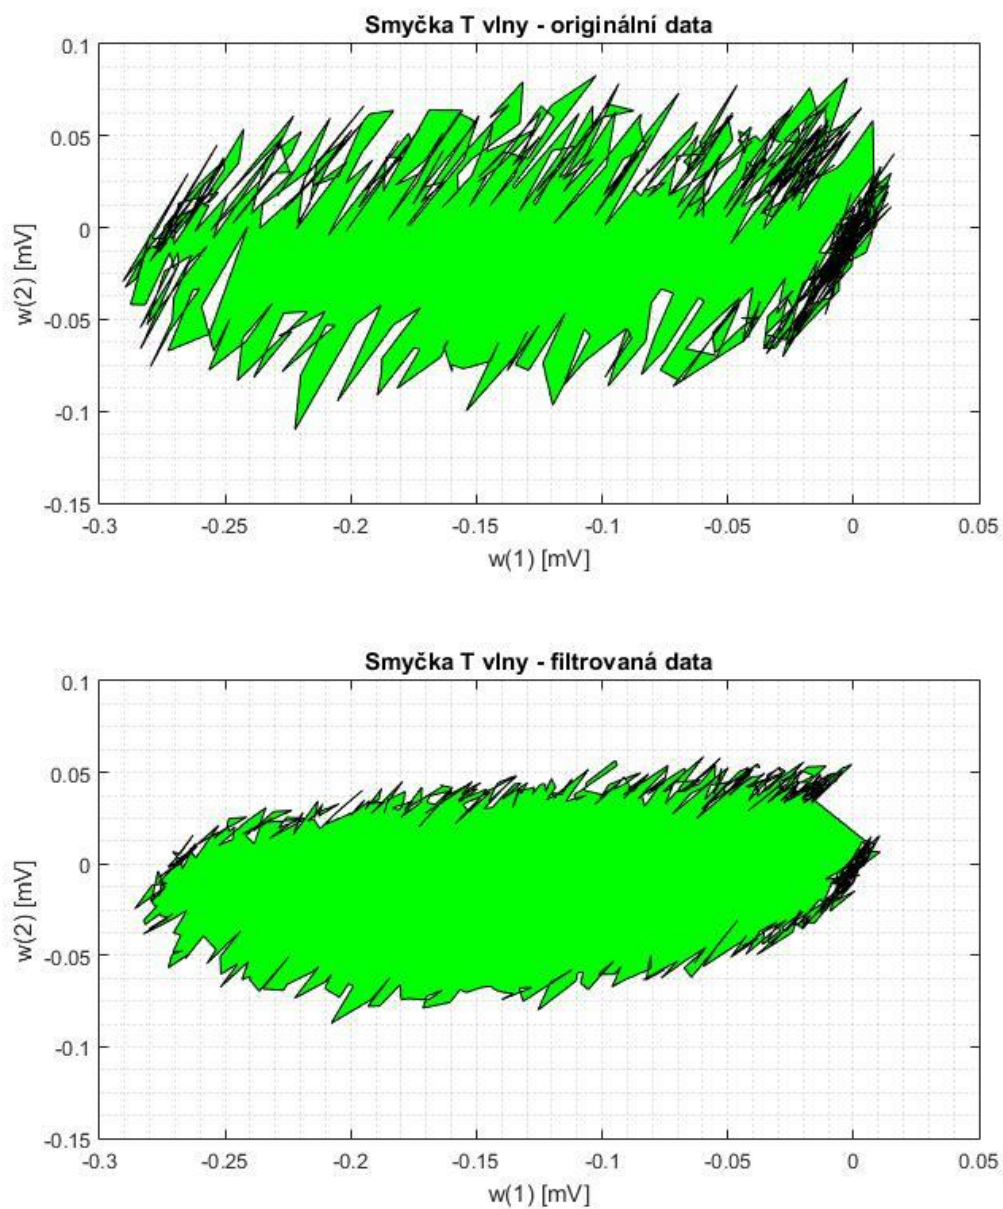 Smyčka T vlny - originální data
0.1
0.05
0
-0.05
-0.1
-0.15
w(2) [mV]
-0.3 -0.25 -0.2 -0.15 -0.1 -0.05 0 0.05
w(1) [mV]
Smyčka T vlny - filtrovaná data
0.1
0.05
0
-0.05
-0.1
-0.15
w(2) [mV]
-0.3 -0.25 -0.2 -0.15 -0.1 -0.05 0 0.05
w(1) [mV]